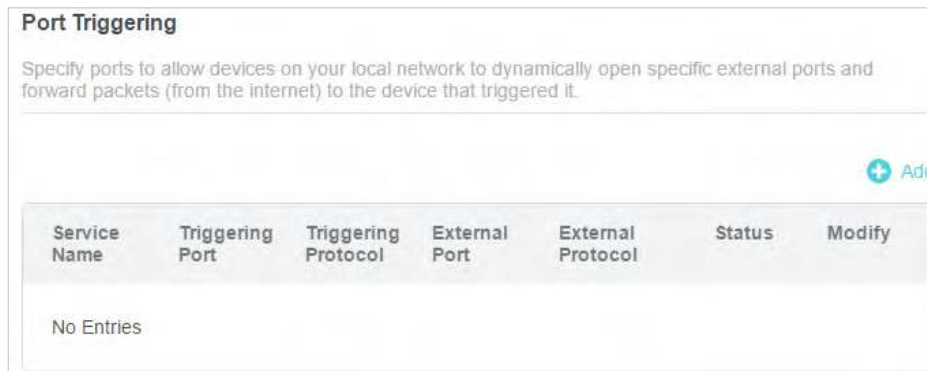 Port Triggering
Specify ports to allow devices on your local network to dynamically open specific external ports and
forward packets (from the internet) to the device that triggered it.
Add
Service Name Triggering Port Triggering Protocol External Port External Protocol Status Modify
No Entries